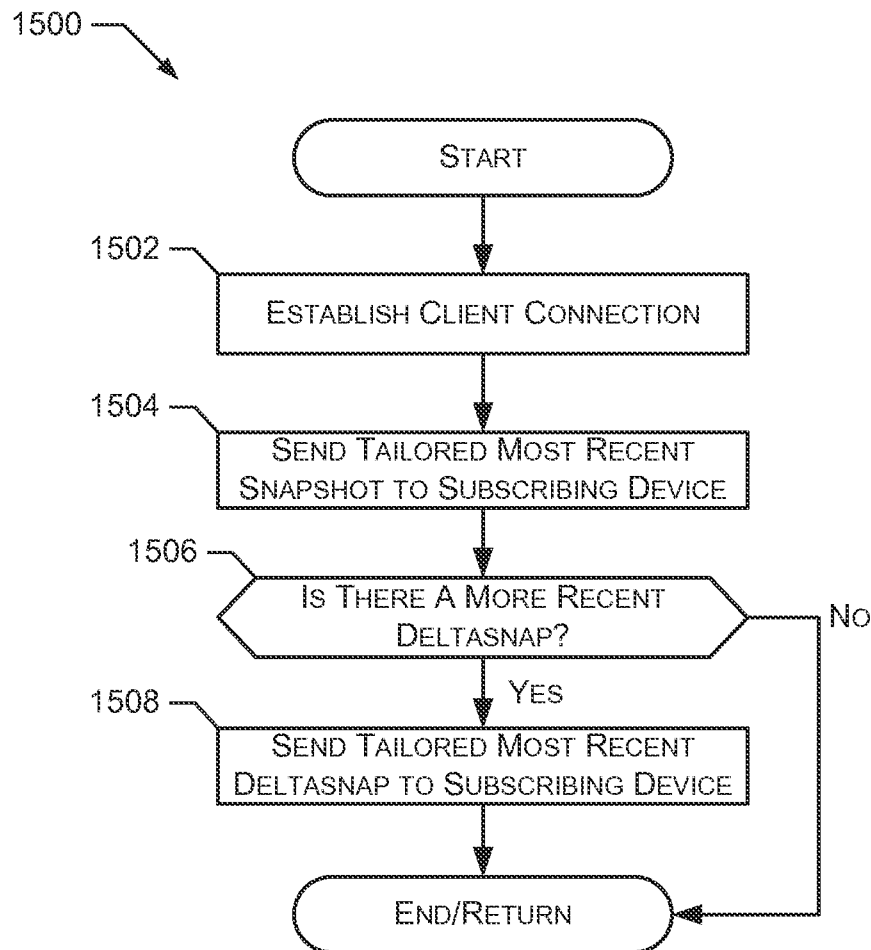 1500
START
1502
ESTABLISH CLIENT CONNECTION
1504
SEND TAILORED MOST RECENT
SNAPSHOT TO SUBSCRIBING DEVICE
1506
IS THERE A MORE RECENT
DELTASNAP?
NO
YES
1508
SEND TAILORED MOST RECENT
DELTASNAP TO SUBSCRIBING DEVICE
END/RETURN